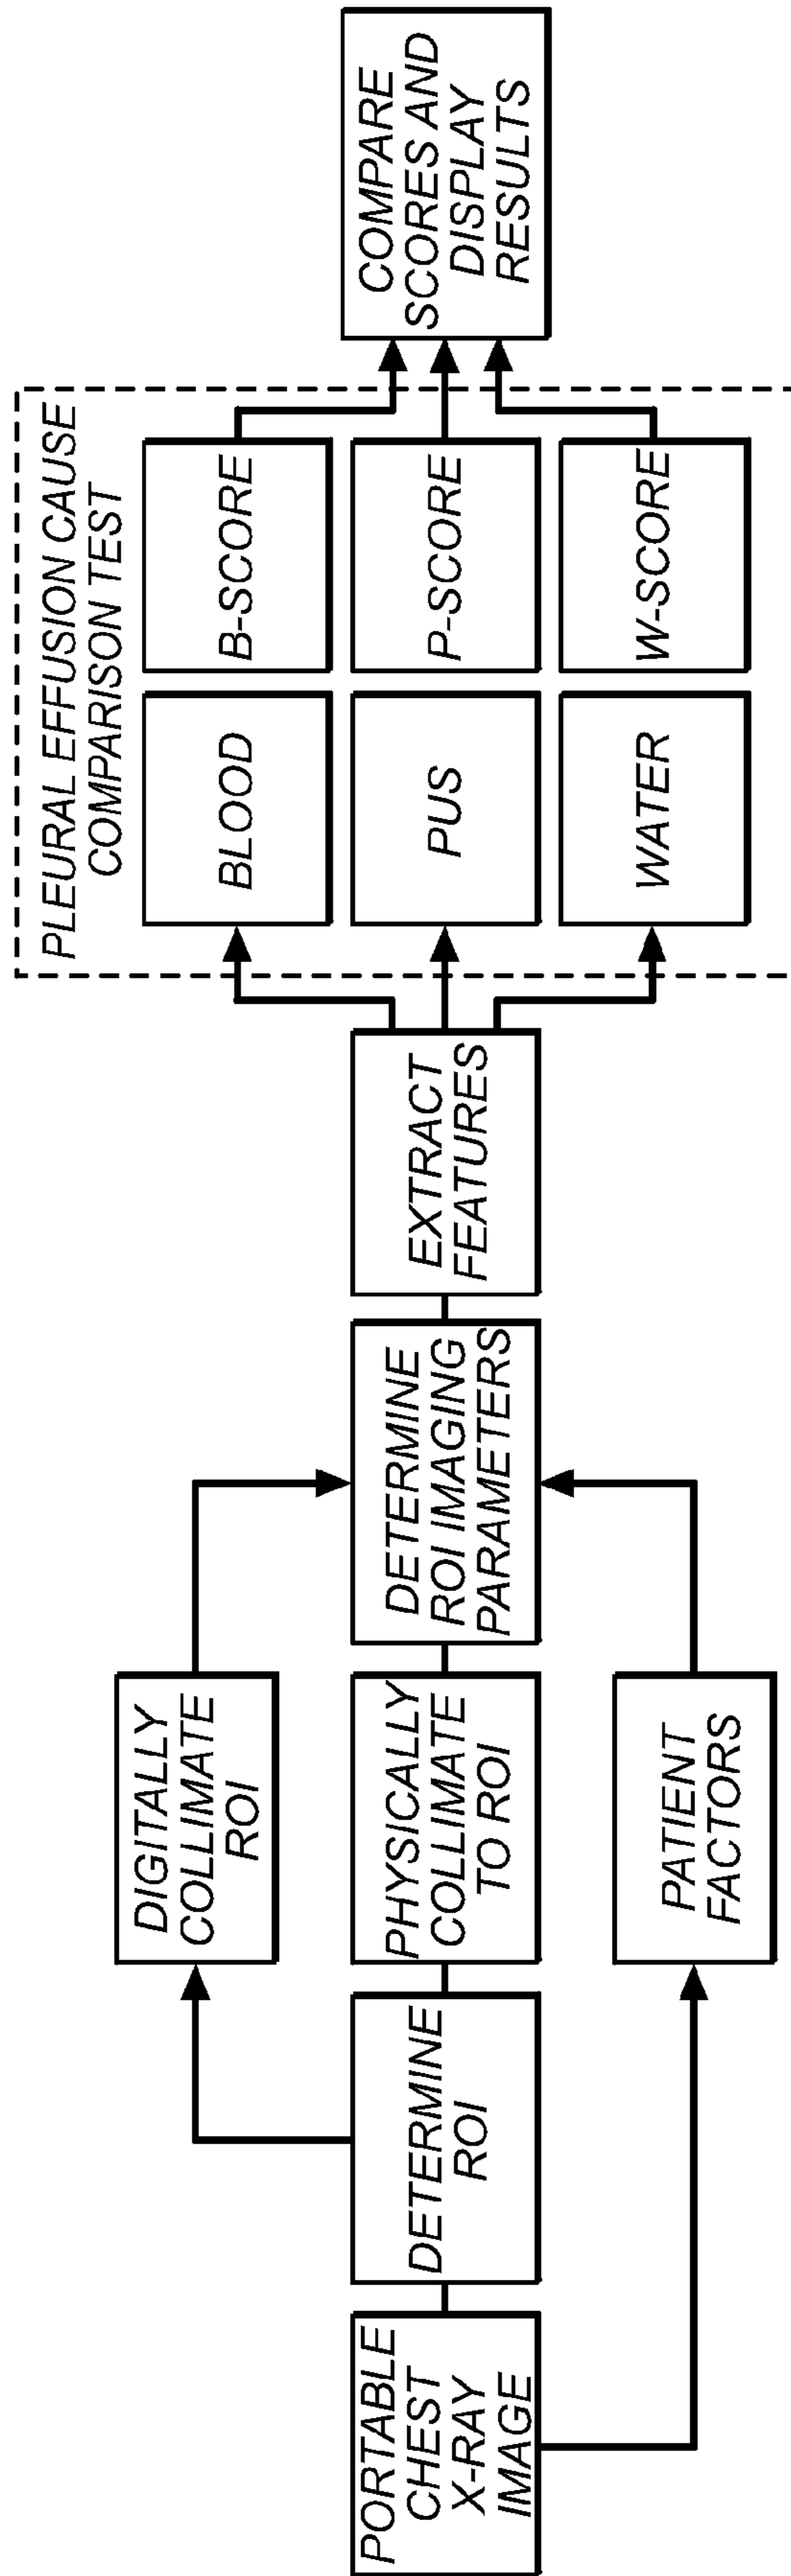 PORTABLE
CHEST
X-RAY
IMAGE
DETERMINE
ROI
DIGITALLY
COLLIMATE
ROI
PHYSICALLY
COLLIMATE
TO ROI
PATIENT
FACTORS
DETERMINE
ROI IMAGING
PARAMETERS
EXTRACT
FEATURES
PLEURAL EFFUSION CAUSE
COMPARISON TEST
BLOOD
B-SCORE
PUS
P-SCORE
WATER
W-SCORE
COMPARE
SCORES AND
DISPLAY
RESULTS